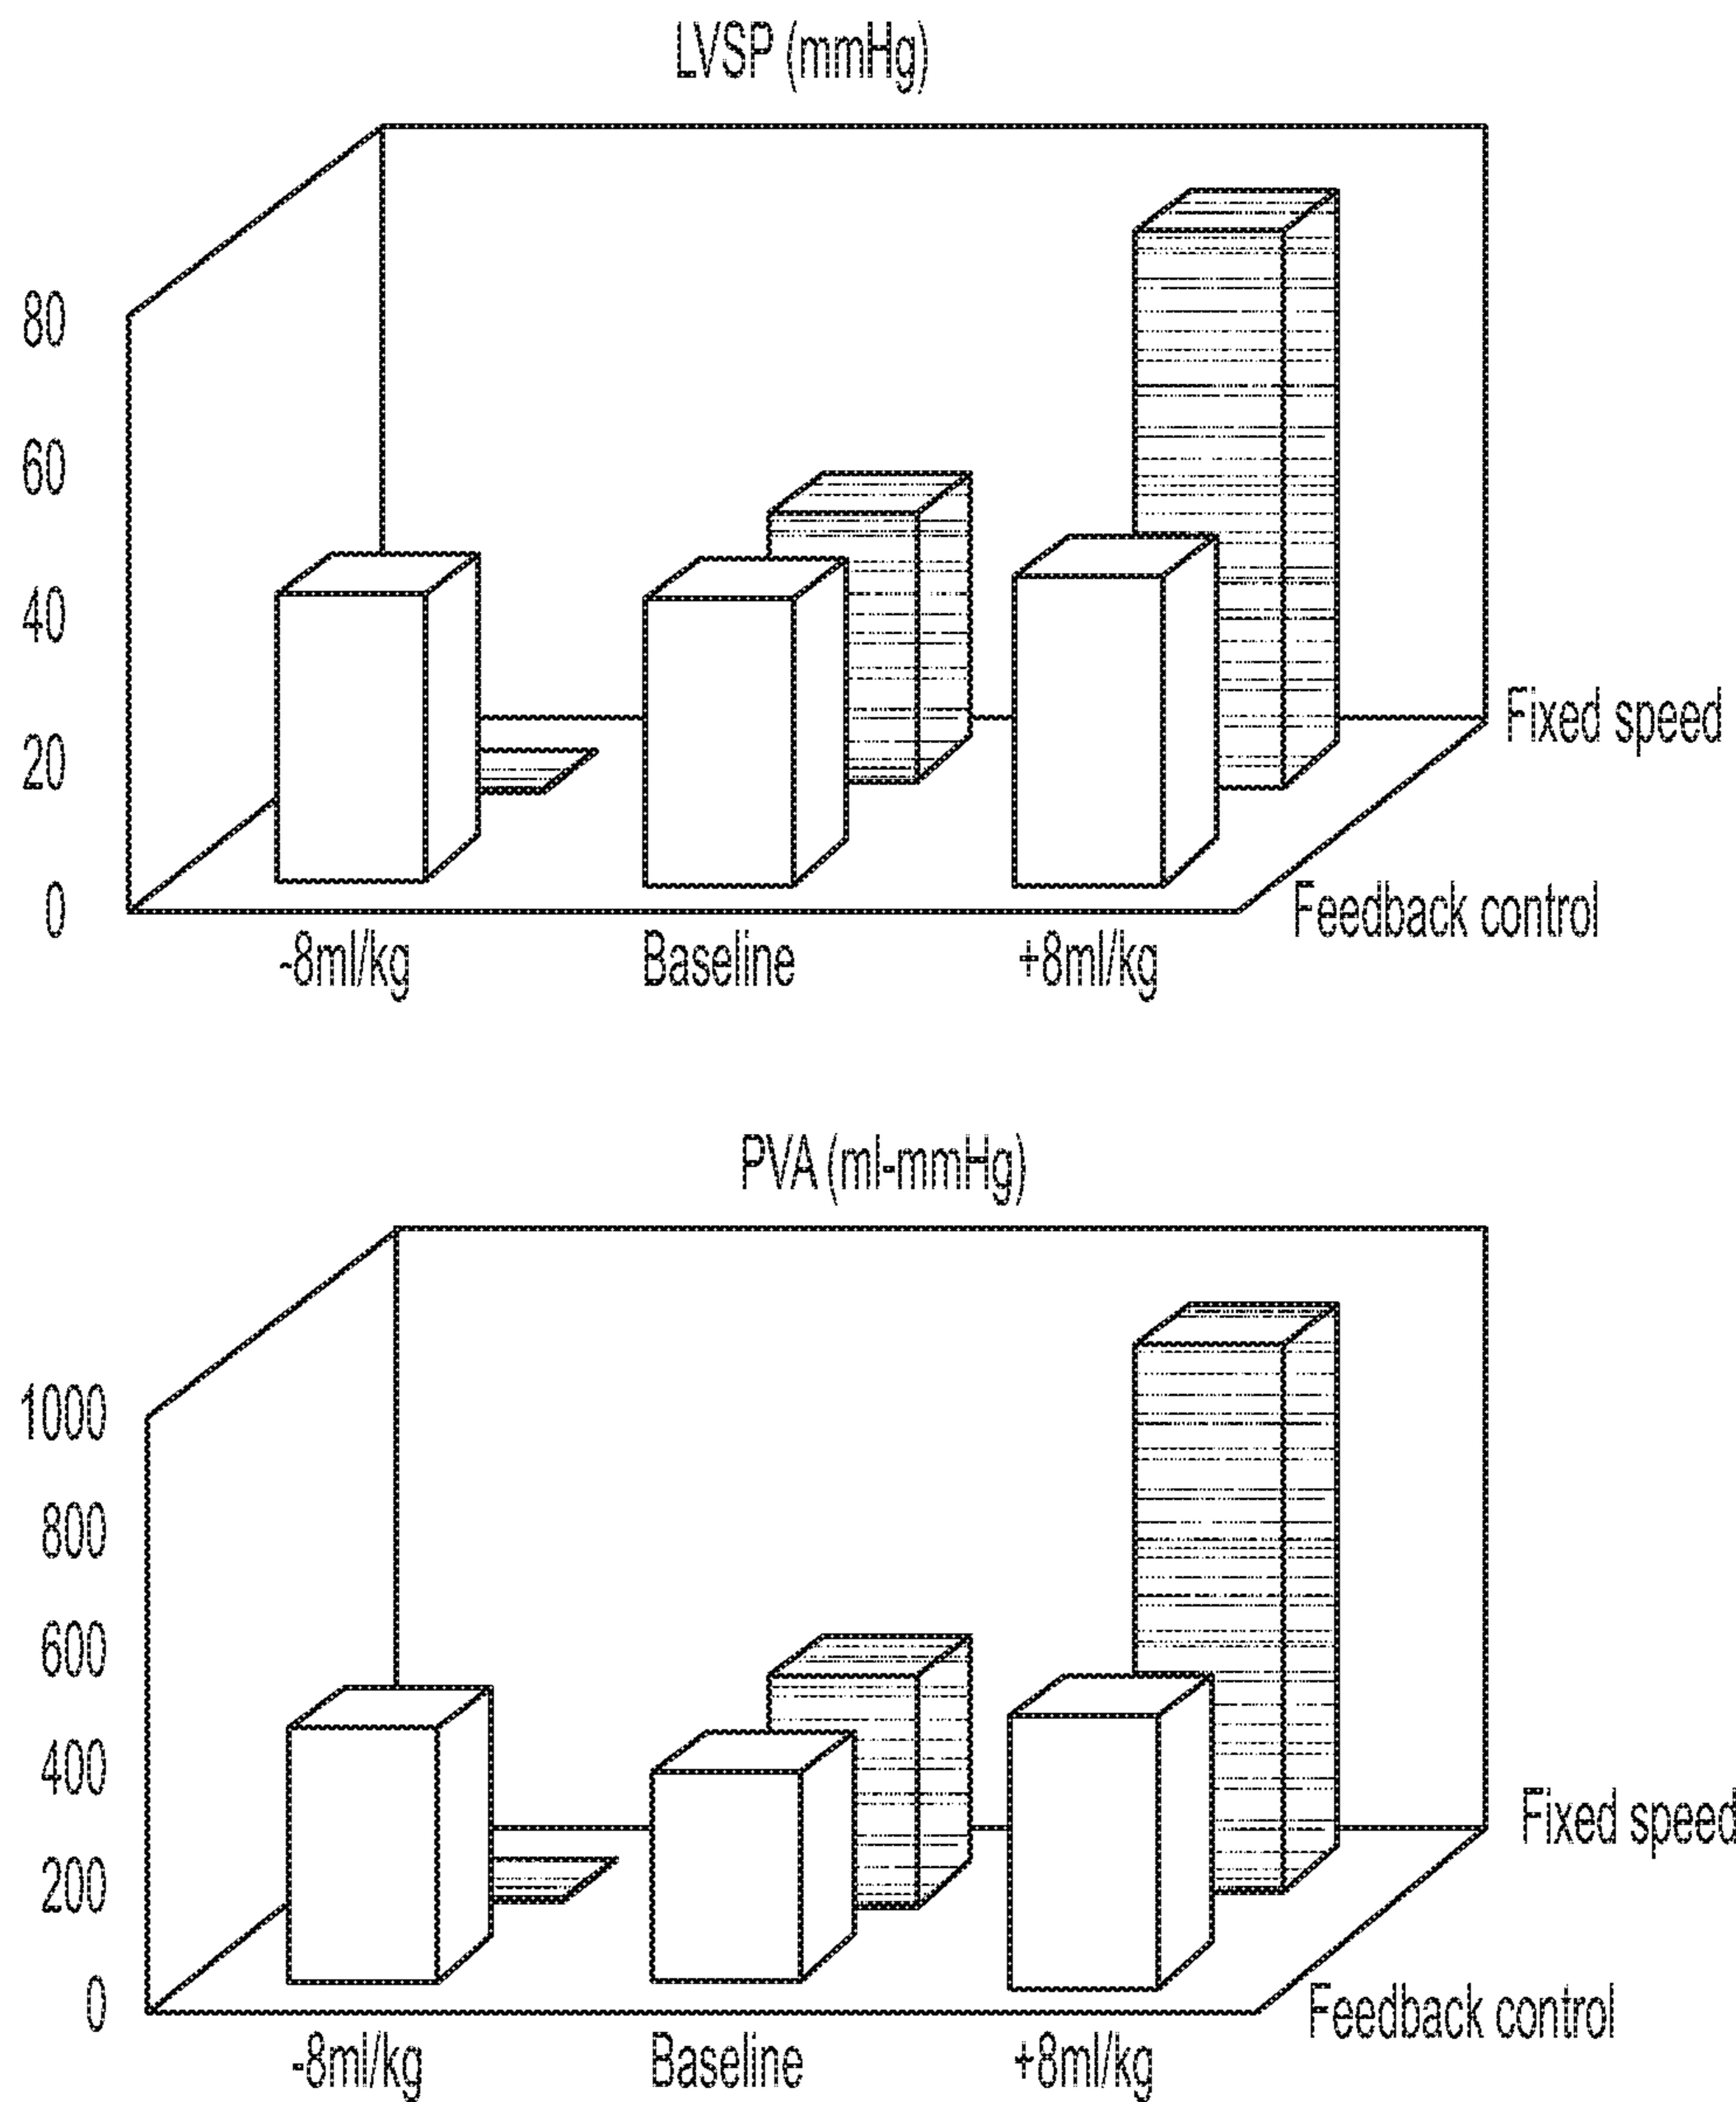 LVSP (mmHg)
80
60
40
20
0
Fixed speed
Feedback control
-8ml/kg Baseline +8ml/kg
PVA (ml-mmHg)
1000
800
600
400
200
0
Fixed speed
Feedback control
-8ml/kg Baseline +8ml/kg